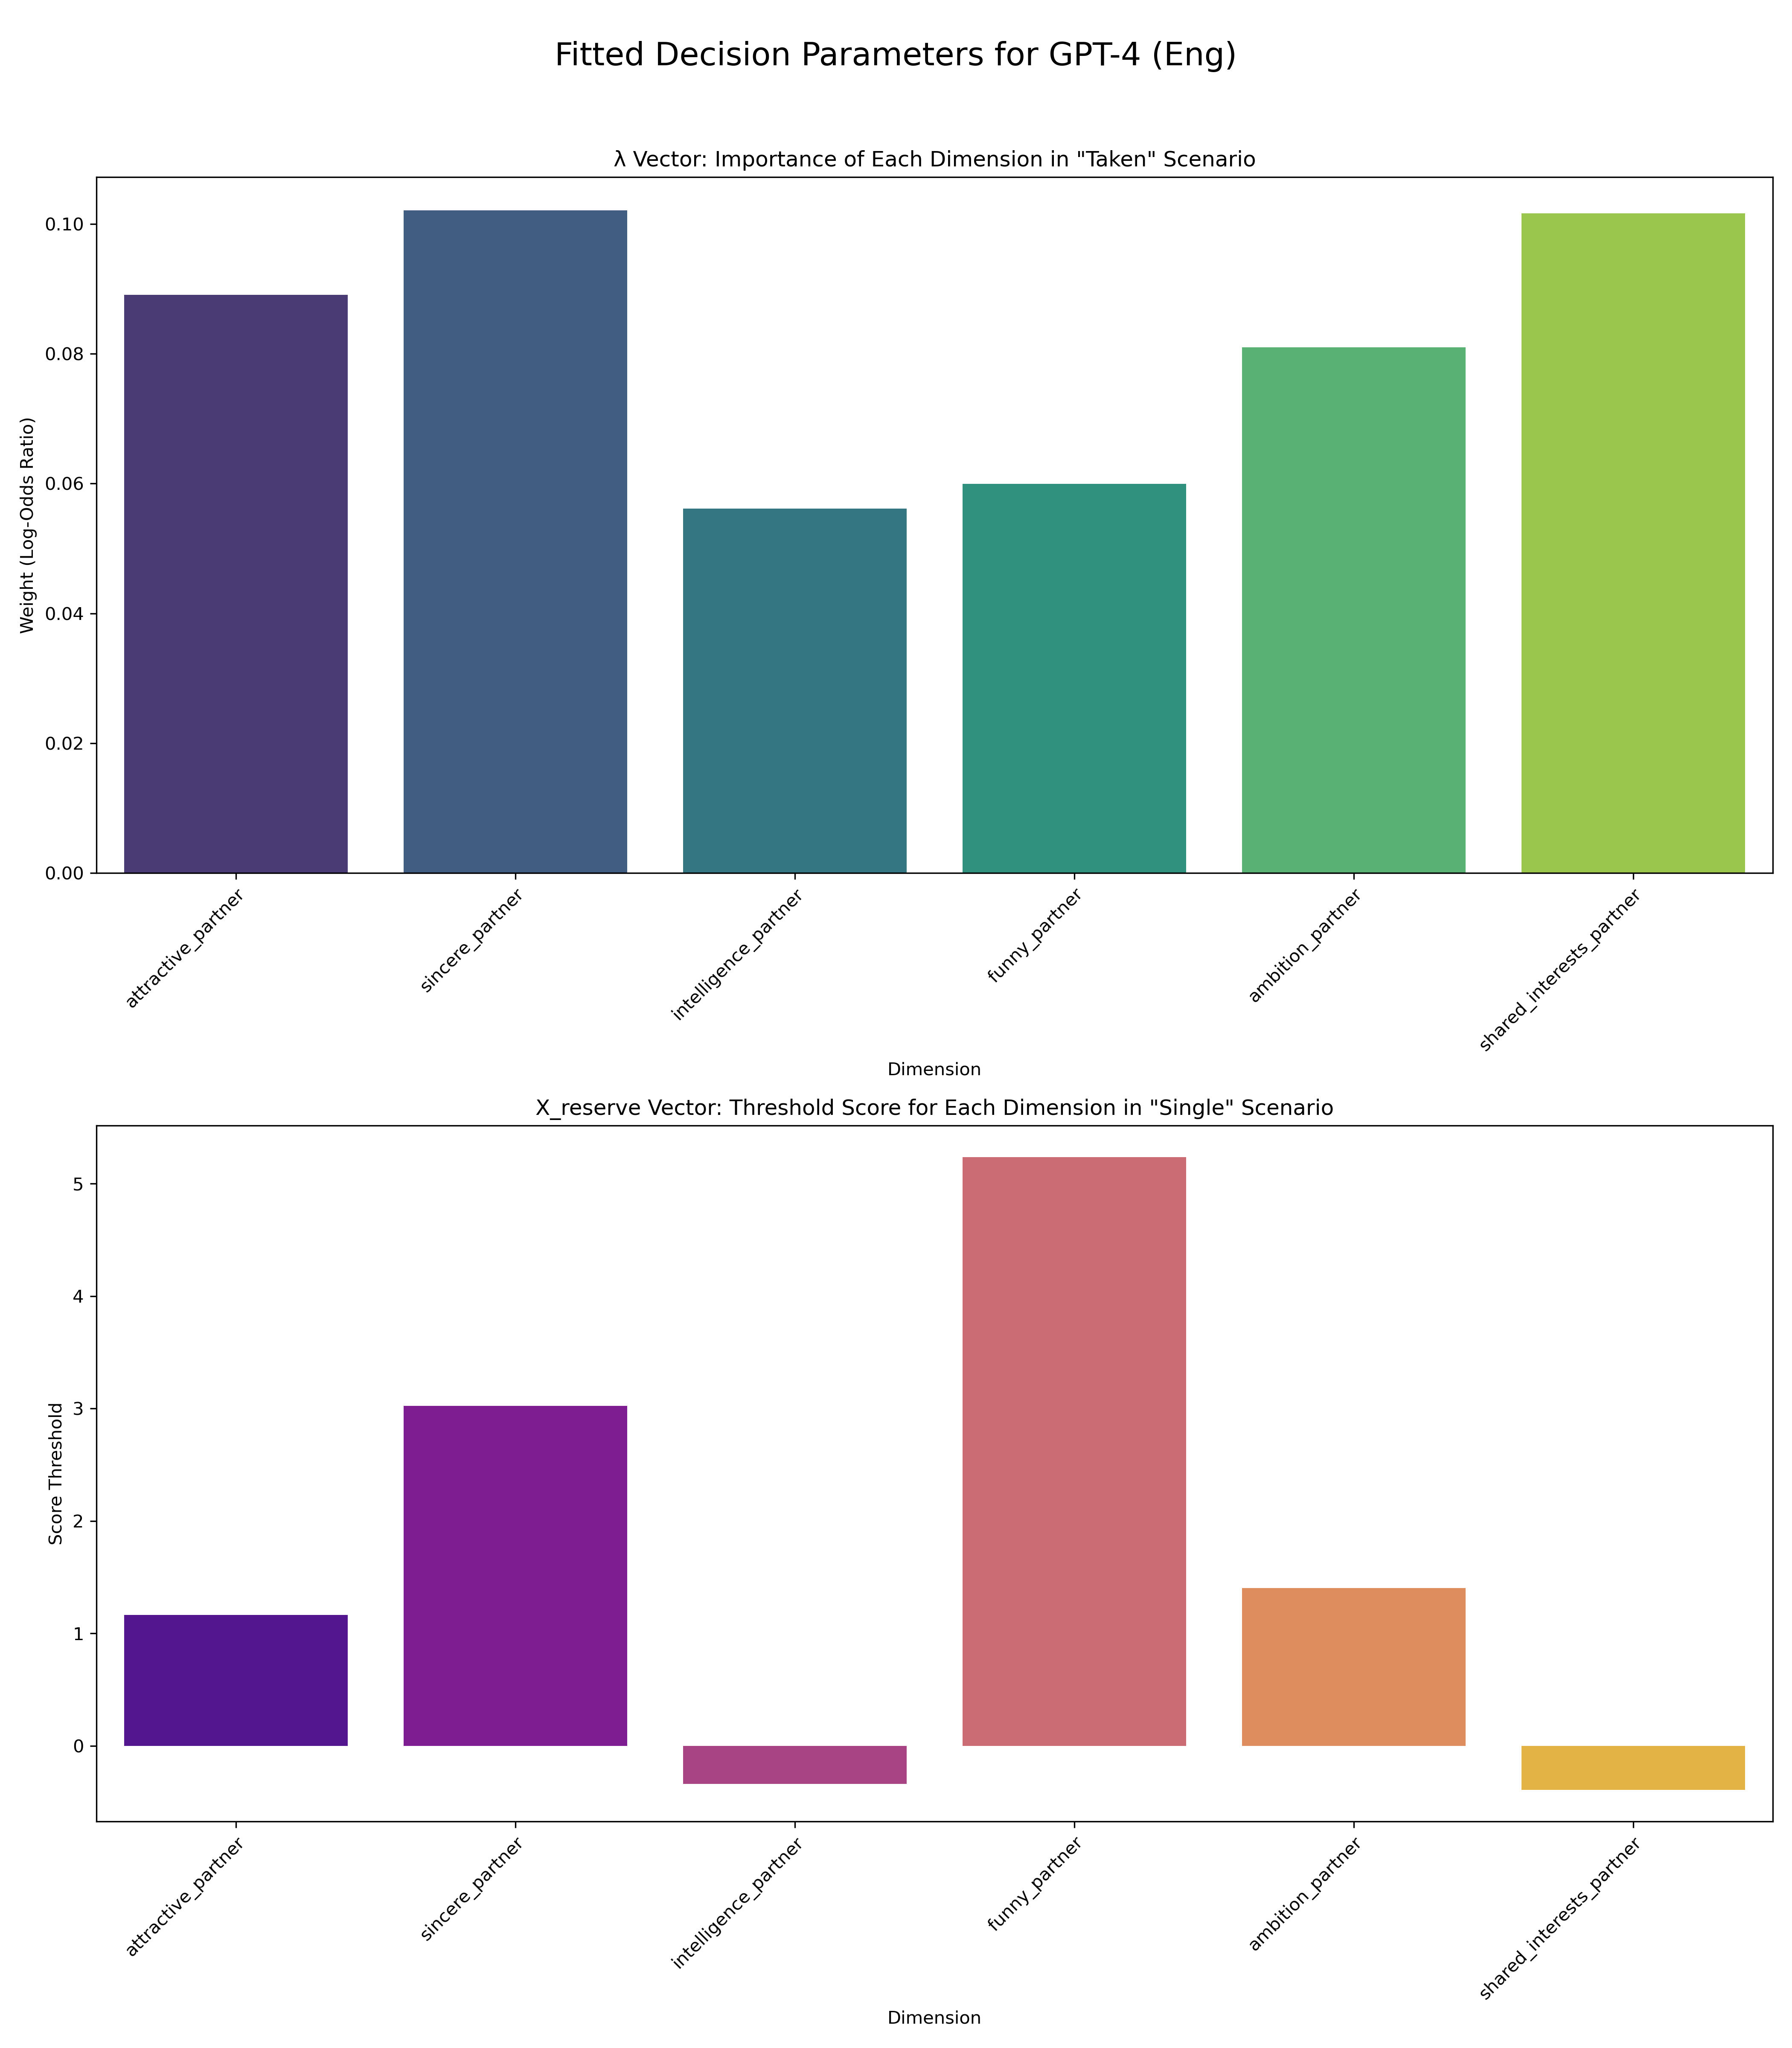 Fitted Decision Parameters for GPT-4 (Eng)
λ Vector: Importance of Each Dimension in "Taken" Scenario
Weight (Log-Odds Ratio)
0.10
0.08
0.06
0.04
0.02
0.00
attractive_partner
sincere_partner
intelligence_partner
funny_partner
ambition_partner
shared_interests_partner
Dimension
X_reserve Vector: Threshold Score for Each Dimension in "Single" Scenario
Score Threshold
5
4
3
2
1
0
attractive_partner
sincere_partner
intelligence_partner
funny_partner
ambition_partner
shared_interests_partner
Dimension